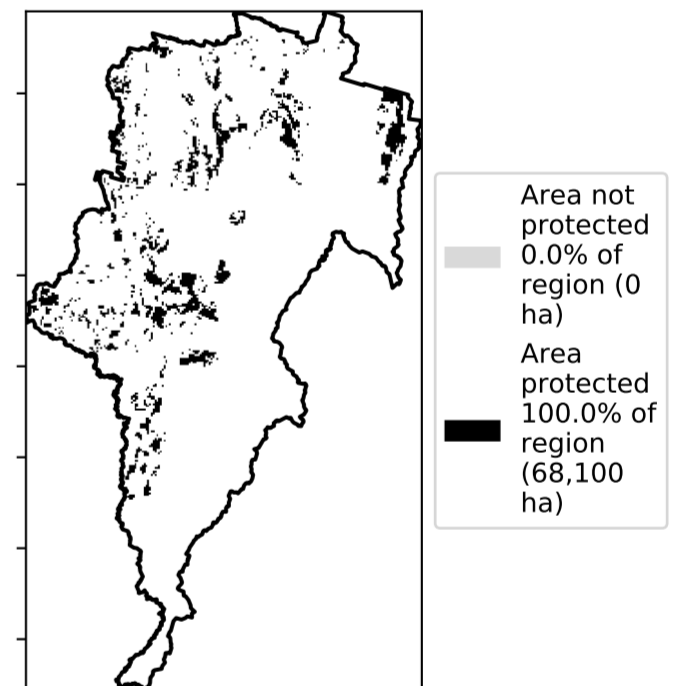 Area not
protected
0.0% of
region (0
ha)
Area
protected
100.0% of
region
(68,100
ha)